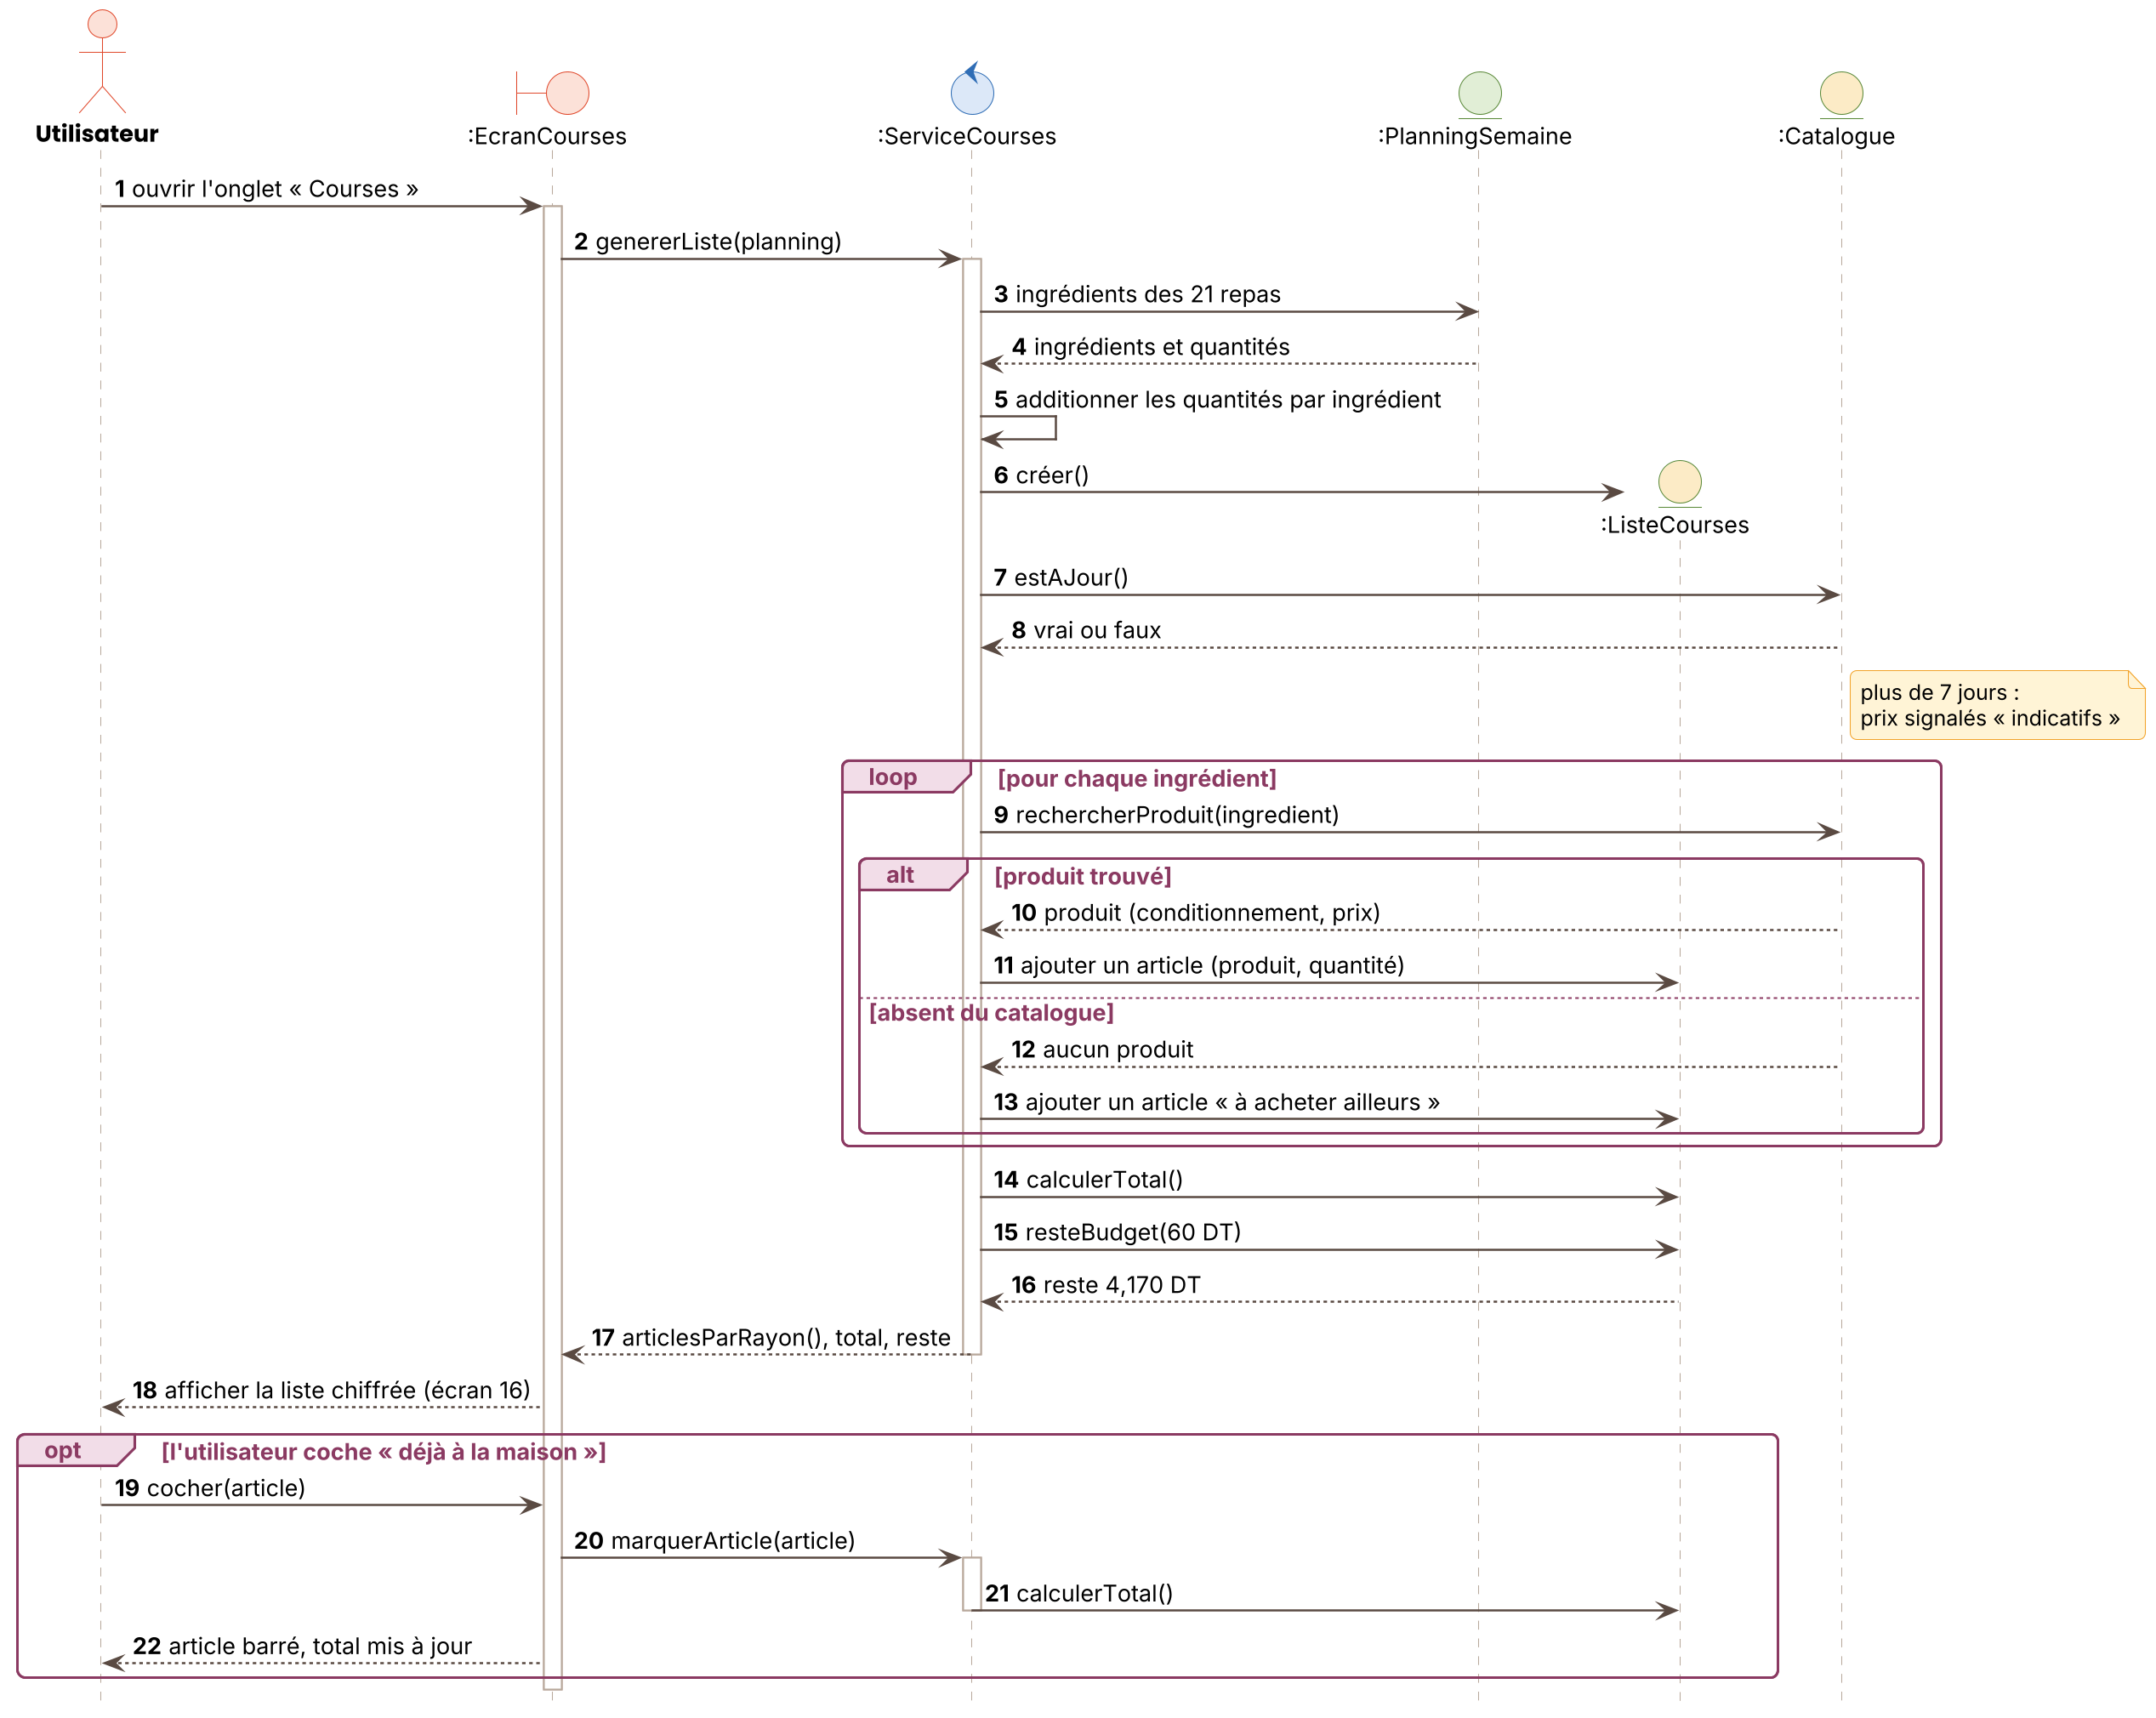 Utilisateur
:EcranCourses
:ServiceCourses
:PlanningSemaine
:Catalogue
1 ouvrir l'onglet « Courses »
2 genererListe(planning)
3 ingrédients des 21 repas
4 ingrédients et quantités
5 additionner les quantités par ingrédient
6 créer()
:ListeCourses
7 estAJour()
8 vrai ou faux
plus de 7 jours :
prix signalés « indicatifs »
loop [pour chaque ingrédient]
9 rechercherProduit(ingredient)
alt [produit trouvé]
10 produit (conditionnement, prix)
11 ajouter un article (produit, quantité)
[absent du catalogue]
12 aucun produit
13 ajouter un article « à acheter ailleurs »
14 calculerTotal()
15 resteBudget(60 DT)
16 reste 4,170 DT
17 articlesParRayon(), total, reste
18 afficher la liste chiffrée (écran 16)
opt [l'utilisateur coche « déjà à la maison »]
19 cocher(article)
20 marquerArticle(article)
21 calculerTotal()
22 article barré, total mis à jour